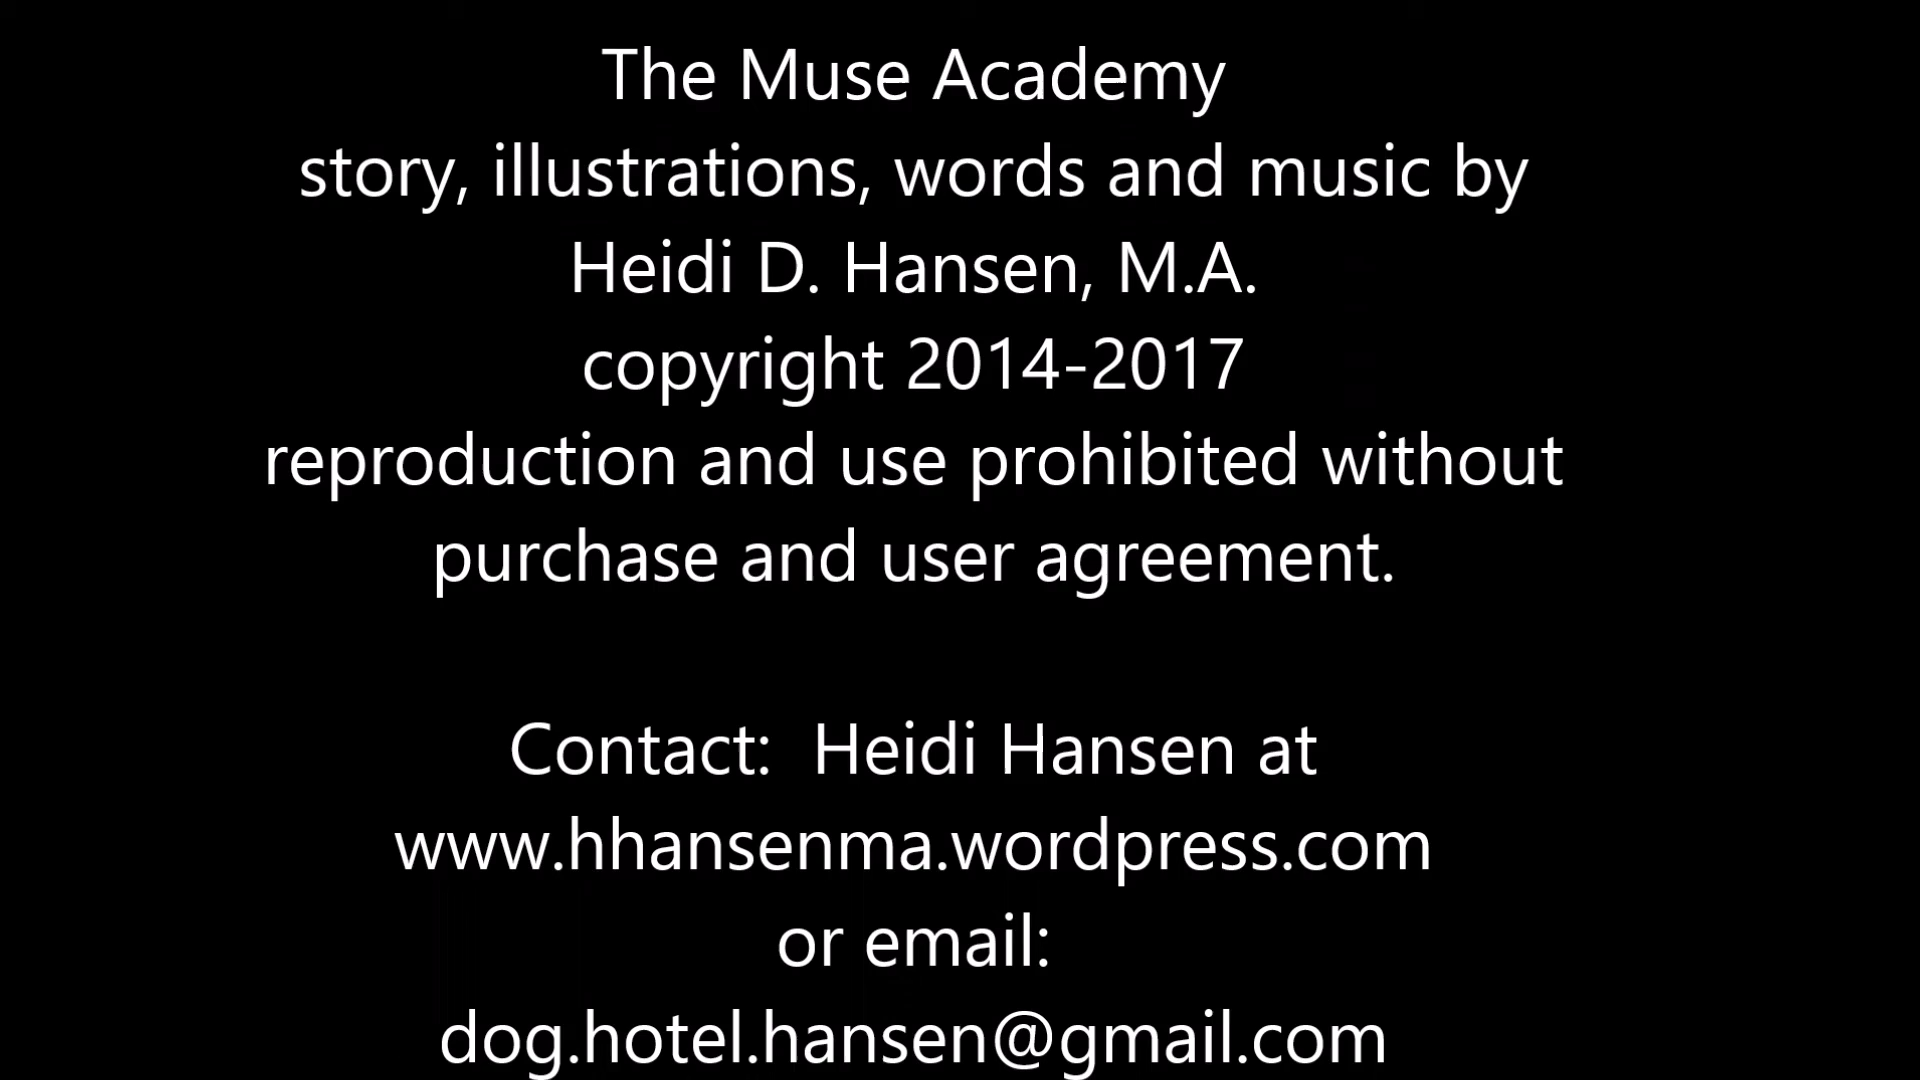 The Muse Academy
story, illustrations, words and music by
Heidi D. Hansen, M.A.
copyright 2014-2017
reproduction and use prohibited without
purchase and user agreement.
Contact:  Heidi Hansen at
www.hhansenma.wordpress.com
or email:
dog.hotel.hansen@gmail.com